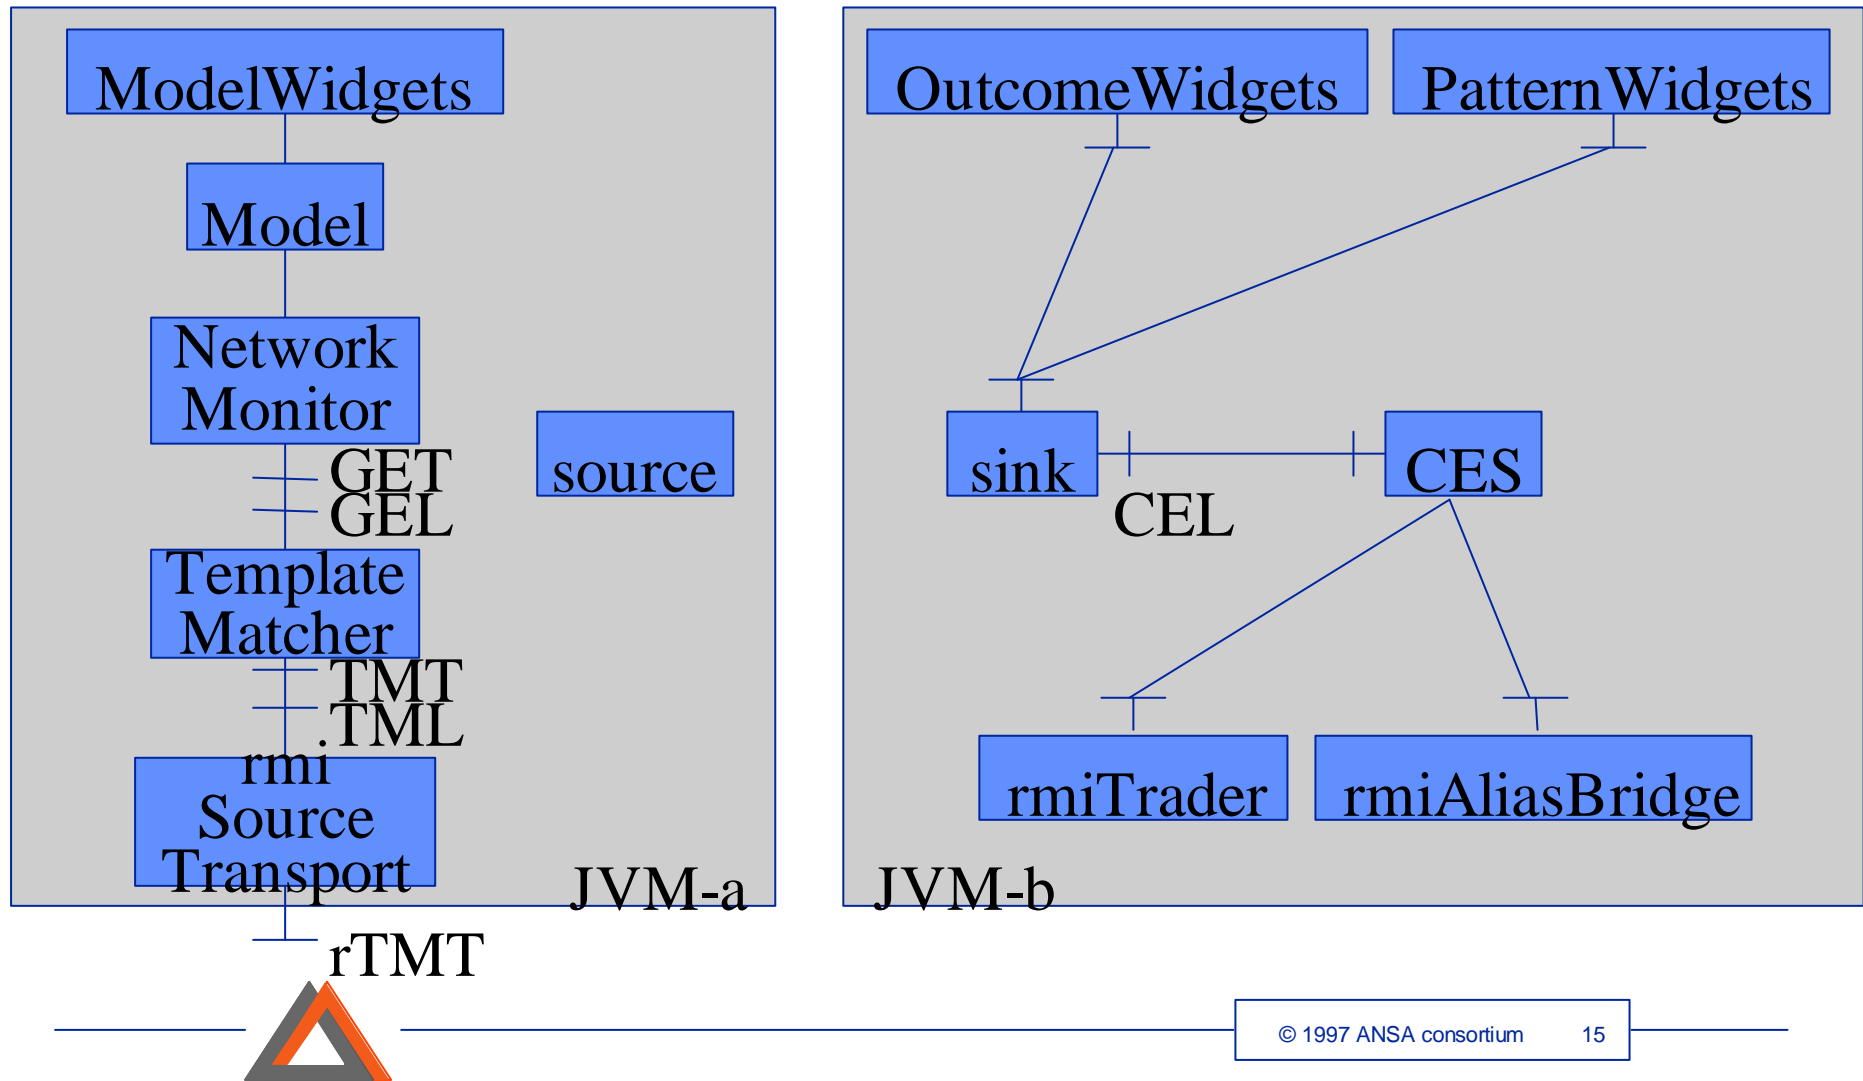 ModelWidgets
Model
Network
Monitor
GET
GEL
source
Template
Matcher
TMT
TML
rmi
Source
Transport
JVM-a
rTMT
OutcomeWidgets
PatternWidgets
sink
CEL
CES
rmiTrader
rmiAliasBridge
JVM-b
© 1997 ANSA consortium 15